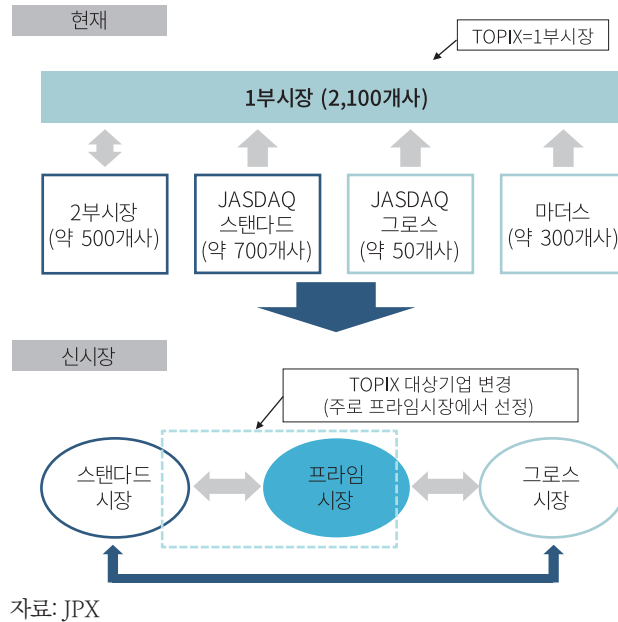 현재
TOPIX=1부시장
1부시장 (2,100개사)
2부시장
(약 500개사)
JASDAQ
스탠다드
(약 700개사)
JASDAQ
그로스
(약 50개사)
마더스
(약 300개사)
신시장
TOPIX 대상기업 변경
(주로 프라임시장에서 선정)
스탠다드
시장
프라임
시장
그로스
시장
자료: JPX